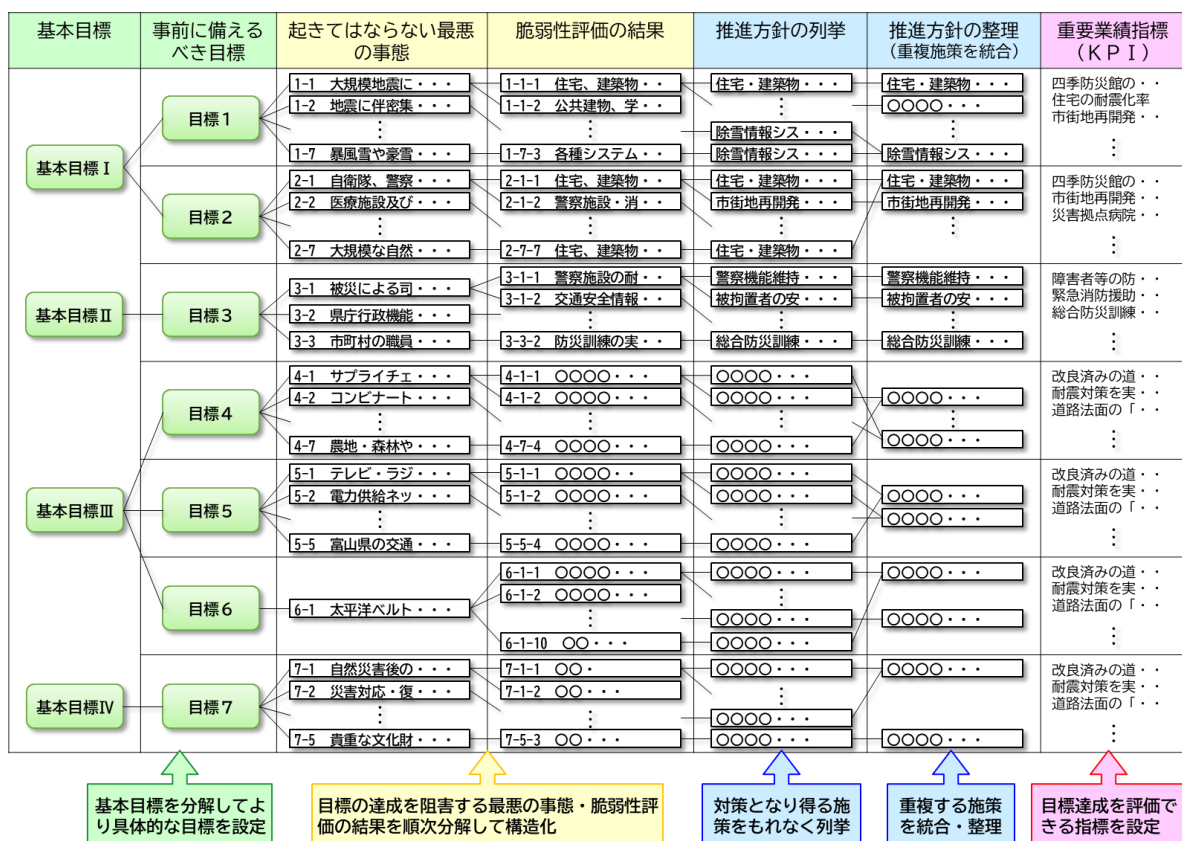 基本目標
事前に備える
べき目標
起きてはならない最悪
の事態
脆弱性評価の結果
推進方針の列挙
推進方針の整理
(重複施策を統合)
重要業績指標
(ＫＰＩ)
基本目標Ⅰ
目標１
1-1 大規模地震に・・・
1-2 地震に伴密集・・・
⋮
1-7 暴風雪や豪雪・・・
1-1-1 住宅、建築物・・
1-1-2 公共建物、学・・
⋮
1-7-3 各種システム・・
住宅・建築物・・・
⋮
除雪情報シス・・・
除雪情報シス・・・
住宅・建築物・・・
〇〇〇〇・・・
⋮
除雪情報シス・・・
四季防災館の・・
住宅の耐震化率
市街地再開発・・
⋮
目標２
2-1 自衛隊、警察・・・
2-2 医療施設及び・・・
⋮
2-7 大規模な自然・・・
2-1-1 住宅、建築物・・
2-1-2 警察施設・消・・
⋮
2-7-7 住宅、建築物・・
住宅・建築物・・・
市街地再開発・・・
⋮
住宅・建築物・・・
住宅・建築物・・・
市街地再開発・・・
⋮
四季防災館の・・
市街地再開発・・
災害拠点病院・・
⋮
基本目標Ⅱ
目標３
3-1 被災による司・・・
3-2 県庁行政機能・・・
3-3 市町村の職員・・・
3-1-1 警察施設の耐・・
3-1-2 交通安全情報・・
⋮
3-3-2 防災訓練の実・・
警察機能維持・・・
被拘置者の安・・・
⋮
総合防災訓練・・・
警察機能維持・・・
被拘置者の安・・・
⋮
総合防災訓練・・・
障害者等の防・・
緊急消防援助・・
総合防災訓練・・
⋮
基本目標Ⅲ
目標４
4-1 サプライチェ・・・
4-2 コンビナート・・・
⋮
4-7 農地・森林や・・・
4-1-1 〇〇〇〇・・・
4-1-2 〇〇〇〇・・・
⋮
4-7-4 〇〇〇〇・・・
〇〇〇〇・・・
〇〇〇〇・・・
⋮
〇〇〇〇・・・
〇〇〇〇・・・
⋮
〇〇〇〇・・・
改良済みの道・・
耐震対策を実・・
道路法面の「・・
⋮
目標５
5-1 テレビ・ラジ・・・
5-2 電力供給ネッ・・・
⋮
5-5 富山県の交通・・・
5-1-1 〇〇〇〇・・・
5-1-2 〇〇〇〇・・・
⋮
5-5-4 〇〇〇〇・・・
〇〇〇〇・・・
〇〇〇〇・・・
⋮
〇〇〇〇・・・
〇〇〇〇・・・
〇〇〇〇・・・
⋮
改良済みの道・・
耐震対策を実・・
道路法面の「・・
⋮
目標６
6-1 太平洋ベルト・・・
6-1-1 〇〇〇〇・・・
6-1-2 〇〇〇〇・・・
⋮
6-1-10 〇〇・・・
〇〇〇〇・・・
⋮
〇〇〇〇・・・
〇〇〇〇・・・
〇〇〇〇・・・
⋮
〇〇〇〇・・・
改良済みの道・・
耐震対策を実・・
道路法面の「・・
⋮
基本目標Ⅳ
目標７
7-1 自然災害後の・・・
7-2 災害対応・復・・・
⋮
7-5 貴重な文化財・・・
7-1-1 〇〇・
7-1-2 〇〇・・・
⋮
7-5-3 〇〇・・・
〇〇〇〇・・・
⋮
〇〇〇〇・・・
〇〇〇〇・・・
〇〇〇〇・・・
⋮
〇〇〇〇・・・
改良済みの道・・
耐震対策を実・・
道路法面の「・・
⋮
基本目標を分解してよ
り具体的な目標を設定
目標の達成を阻害する最悪の事態・脆弱性評
価の結果を順次分解して構造化
対策となり得る施
策をもれなく列挙
重複する施策
を統合・整理
目標達成を評価で
きる指標を設定